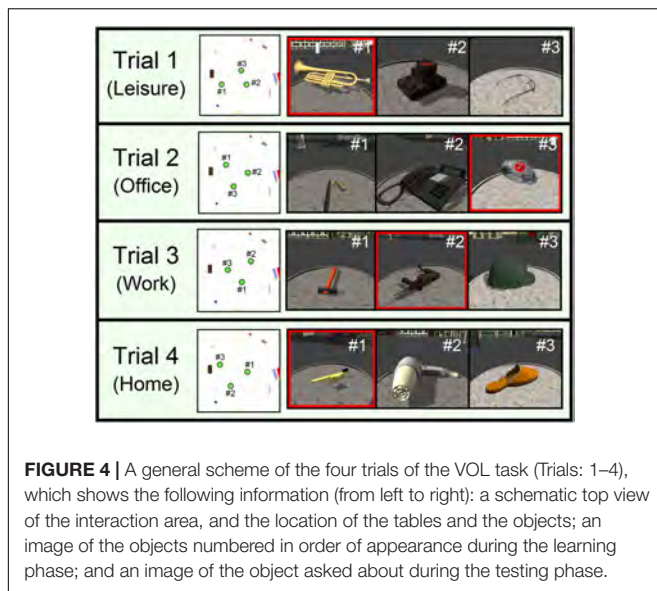 Trial 1
(Leisure)
#3
#1
#2
#1
#2
#3
Trial 2
(Office)
#1
#2
#3
#1
#2
#3
Trial 3
(Work)
#2
#3
#1
#1
#2
#3
Trial 4
(Home)
#3
#1
#2
#1
#2
#3
FIGURE 4 | A general scheme of the four trials of the VOL task (Trials: 1–4),
which shows the following information (from left to right): a schematic top view
of the interaction area, and the location of the tables and the objects; an
image of the objects numbered in order of appearance during the learning
phase; and an image of the object asked about during the testing phase.